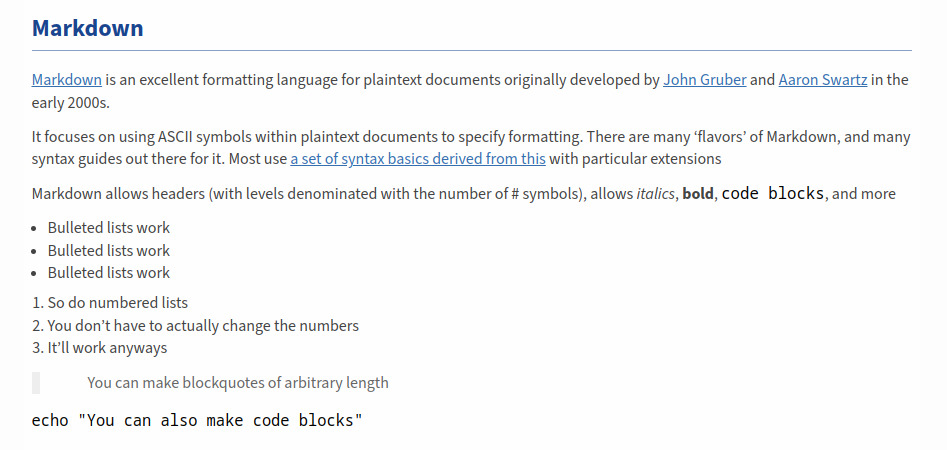 Markdown
Markdown is an excellent formatting language for plaintext documents originally developed by John Gruber and Aaron Swartz in the
early 2000s.
It focuses on using ASCII symbols within plaintext documents to specify formatting. There are many ‘flavors’ of Markdown, and many
syntax guides out there for it. Most use a set of syntax basics derived from this with particular extensions
Markdown allows headers (with levels denominated with the number of # symbols), allows italics, bold, code blocks, and more
• Bulleted lists work
• Bulleted lists work
• Bulleted lists work
1. So do numbered lists
2. You don’t have to actually change the numbers
3. It’ll work anyways
You can make blockquotes of arbitrary length
echo "You can also make code blocks"